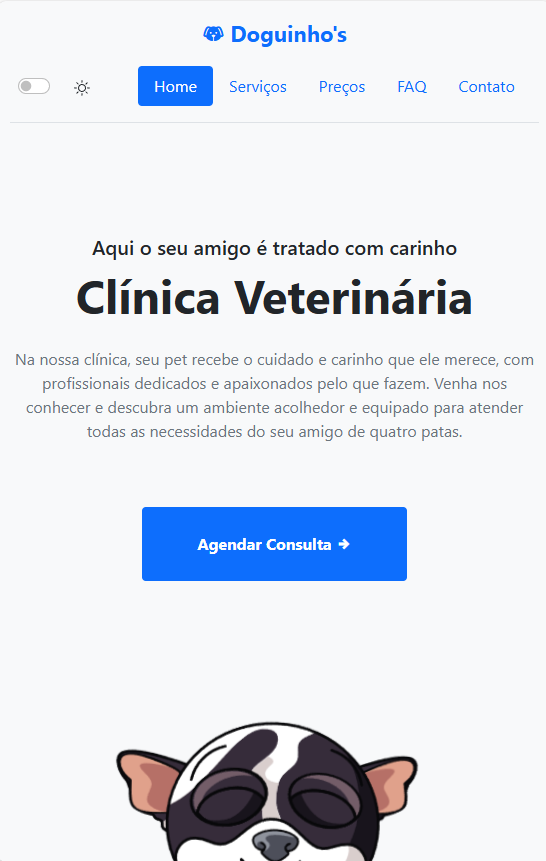 Doguinho's
Home Serviços Preços FAQ Contato
Aqui o seu amigo é tratado com carinho
Clínica Veterinária
Na nossa clínica, seu pet recebe o cuidado e carinho que ele merece, com
profissionais dedicados e apaixonados pelo que fazem. Venha nos
conhecer e descubra um ambiente acolhedor e equipado para atender
todas as necessidades do seu amigo de quatro patas.
Agendar Consulta →